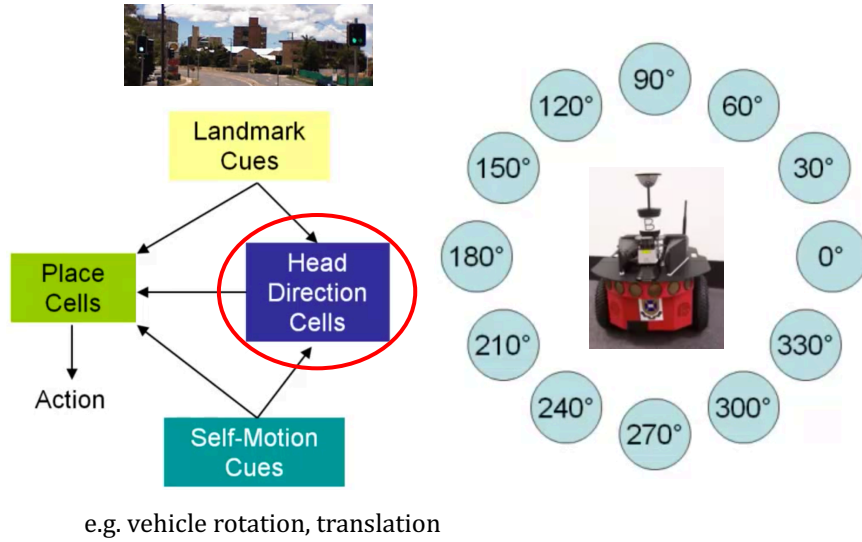 Landmark
Cues
Place
Cells
Head
Direction
Cells
Action
Self-Motion
Cues
e.g. vehicle rotation, translation
90°
120°
60°
150°
30°
180°
0°
210°
330°
240°
300°
270°